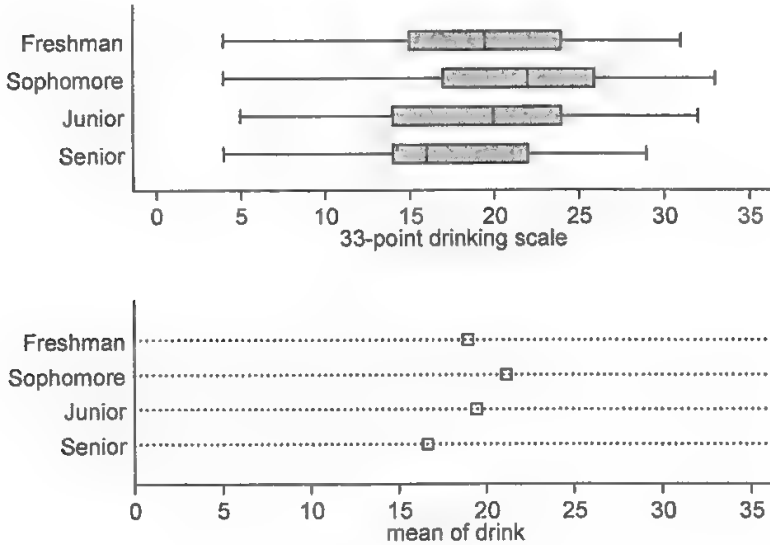 Freshman
Sophomore
Junior
Senior
0 5 10 15 20 25 30 35
33-point drinking scale
Freshman
Sophomore
Junior
Senior
0 5 10 15 20 25 30 35
mean of drink